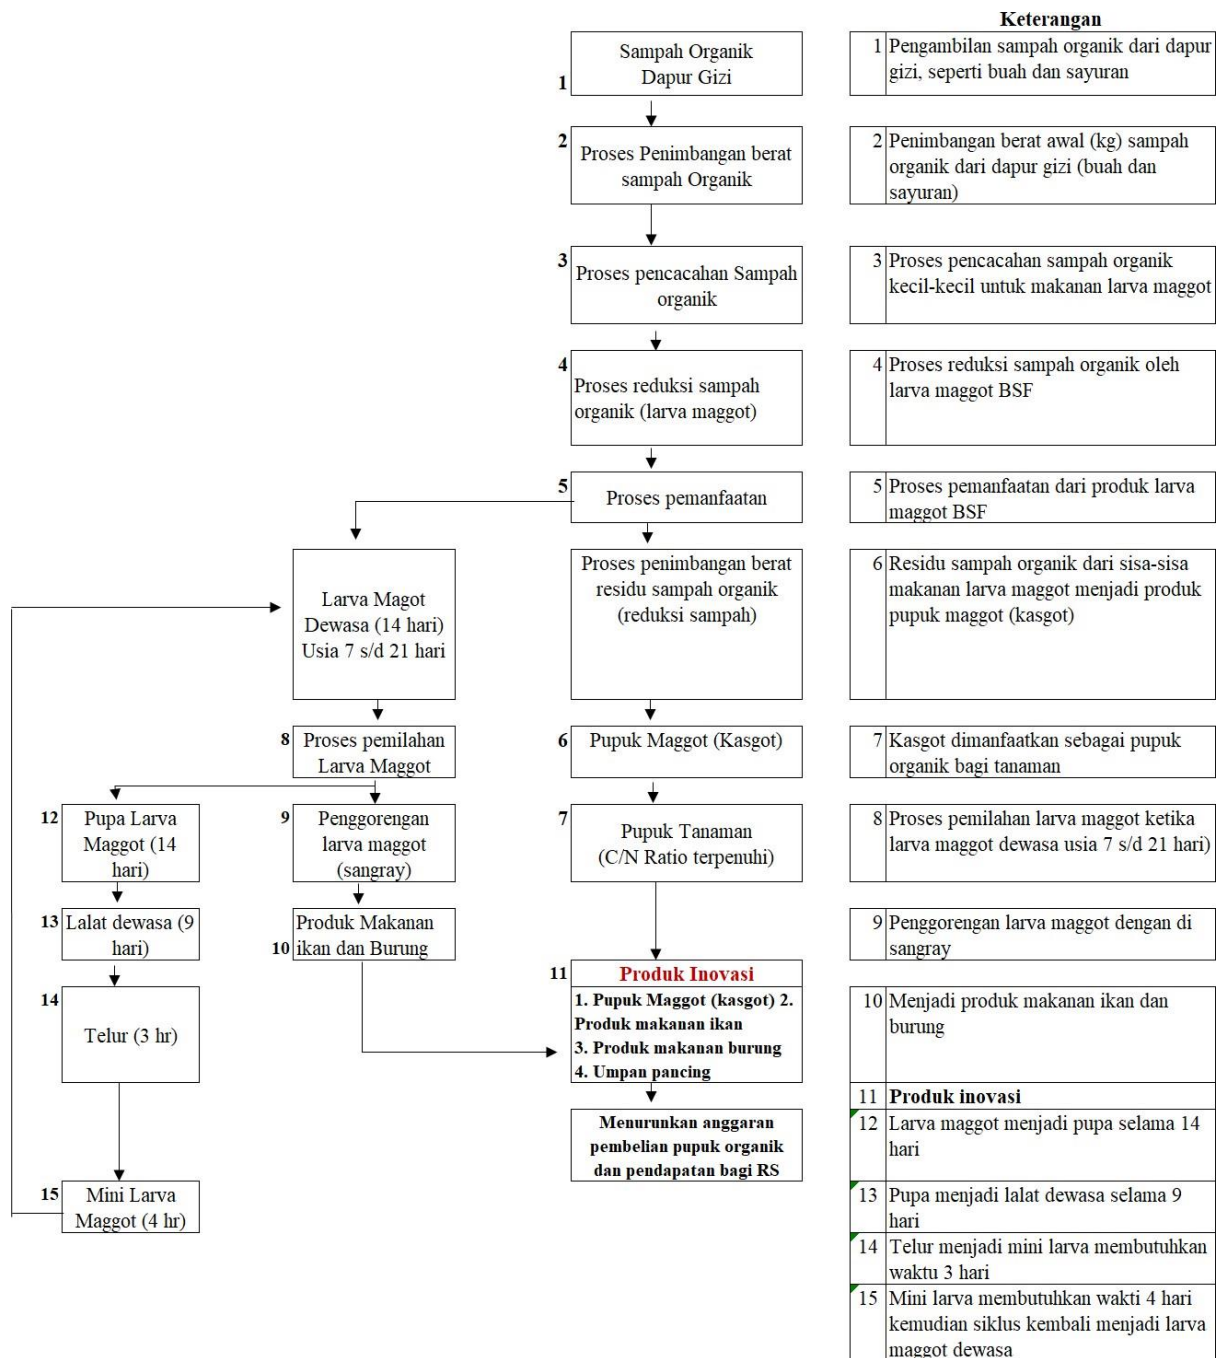 Keterangan
Sampah Organik
Dapur Gizi
1
1 Pengambilan sampah organik dari dapur
gizi, seperti buah dan sayuran
2
Proses Penimbangan berat
sampah Organik
2 Penimbangan berat awal (kg) sampah
organik dari dapur gizi (buah dan
sayuran)
3
Proses pencacahan Sampah
organik
3 Proses pencacahan sampah organik
kecil-kecil untuk makanan larva maggot
4
Proses reduksi sampah
organik (larva maggot)
4 Proses reduksi sampah organik oleh
larva maggot BSF
5
Proses pemanfaatan
5 Proses pemanfaatan dari produk larva
maggot BSF
Larva Magot
Dewasa (14 hari)
Usia 7 s/d 21 hari
Proses penimbangan berat
residu sampah organik
(reduksi sampah)
6 Residu sampah organik dari sisa-sisa
makanan larva maggot menjadi produk
pupuk maggot (kasgot)
8
Proses pemilahan
Larva Maggot
6
Pupuk Maggot (Kasgot)
7 Kasgot dimanfaatkan sebagai pupuk
organik bagi tanaman
12
Pupa Larva
Maggot (14
hari)
9
Penggorengan
larva maggot
(sangray)
7
Pupuk Tanaman
(C/N Ratio terpenuhi)
8 Proses pemilahan larva maggot ketika
larva maggot dewasa usia 7 s/d 21 hari)
13
Lalat dewasa (9
hari)
10
Produk Makanan
ikan dan Burung
9 Penggorengan larva maggot dengan di
sangray
11
Produk Inovasi
1. Pupuk Maggot (kasgot) 2.
Produk makanan ikan
3. Produk makanan burung
4. Umpan pancing
14
Telur (3 hr)
10 Menjadi produk makanan ikan dan
burung
11 Produk inovasi
Menurunkan anggaran
pembelian pupuk organik
dan pendapatan bagi RS
12 Larva maggot menjadi pupa selama 14
hari
15
Mini Larva
Maggot (4 hr)
13 Pupa menjadi lalat dewasa selama 9
hari
14 Telur menjadi mini larva membutuhkan
waktu 3 hari
15 Mini larva membutuhkan wakti 4 hari
kemudian siklus kembali menjadi larva
maggot dewasa